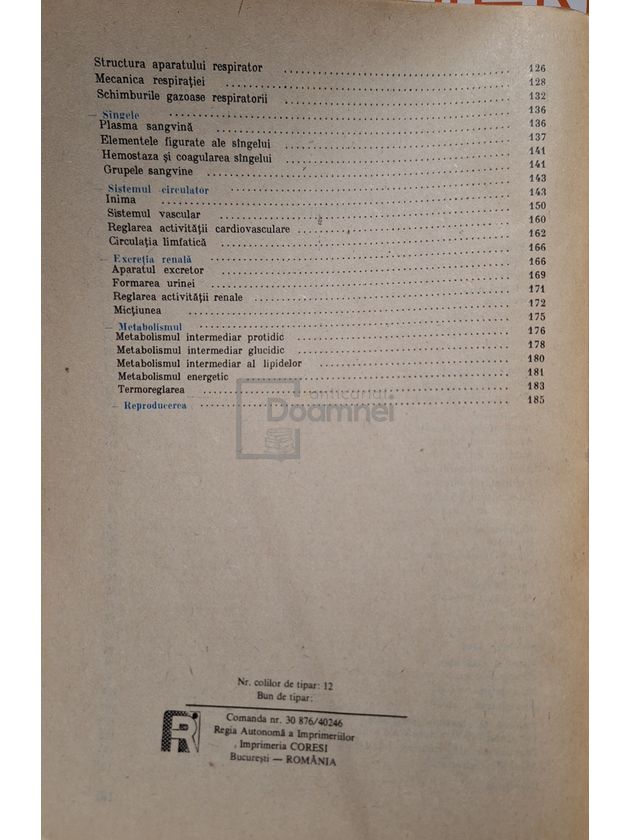 Structura aparatului respirator ........ 126
Mecanica respirației ........ 128
Schimburile gazoase respiratorii ........ 132
– Sîngele ........ 136
Plasma sangvină ........ 136
Elementele figurate ale sîngelui ........ 137
Hemostaza și coagularea sîngelui ........ 141
Grupele sangvine ........ 141
143
– Sistemul circulator ........ 143
Inima ........ 150
Sistemul vascular ........ 160
Reglarea activității cardiovasculare ........ 162
Circulația limfatică ........ 166
– Excreția renală ........ 166
Aparatul excretor ........ 169
Formarea urinei ........ 171
Reglarea activității renale ........ 172
Micțiunea ........ 175
– Metabolismul ........ 176
Metabolismul intermediar protidic ........ 178
Metabolismul intermediar glucidic ........ 180
Metabolismul intermediar al lipidelor ........ 181
Metabolismul energetic ........ 183
Termoreglarea ........ 185
– Reproducerea ........
anticariat
Doamnei
Nr. colilor de tipar: 12
Bun de tipar:
Comanda nr. 30 876/40246
Regia Autonomă a Imprimeriilor
Imprimeria CORESI
București — ROMÂNIA